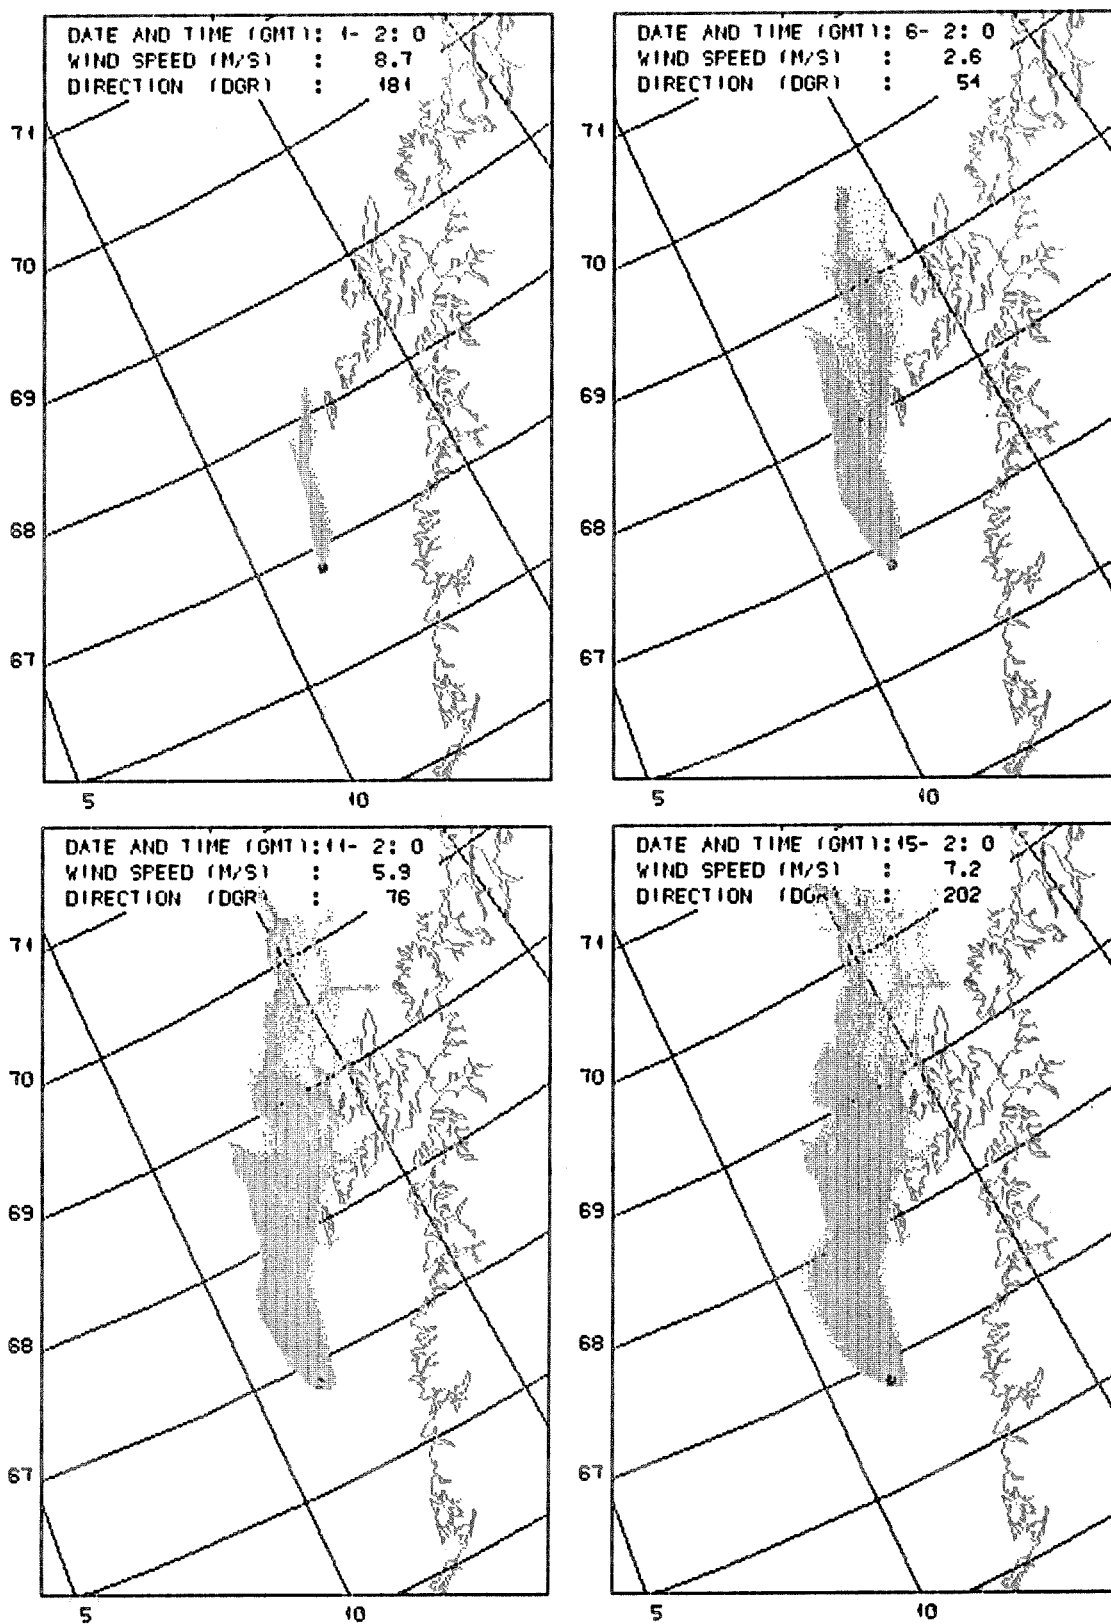 DATE AND TIME (GMT): 1- 2: 0
WIND SPEED (M/S) : 8.7
DIRECTION (DGR) : 181
71
70
69
68
67
5
10
DATE AND TIME (GMT): 6- 2: 0
WIND SPEED (M/S) : 2.6
DIRECTION (DGR) : 54
71
70
69
68
67
5
10
DATE AND TIME (GMT):11- 2: 0
WIND SPEED (M/S) : 5.9
DIRECTION (DGR) : 76
71
70
69
68
67
5
10
DATE AND TIME (GMT):15- 2: 0
WIND SPEED (M/S) : 7.2
DIRECTION (DGR) : 202
71
70
69
68
67
5
10